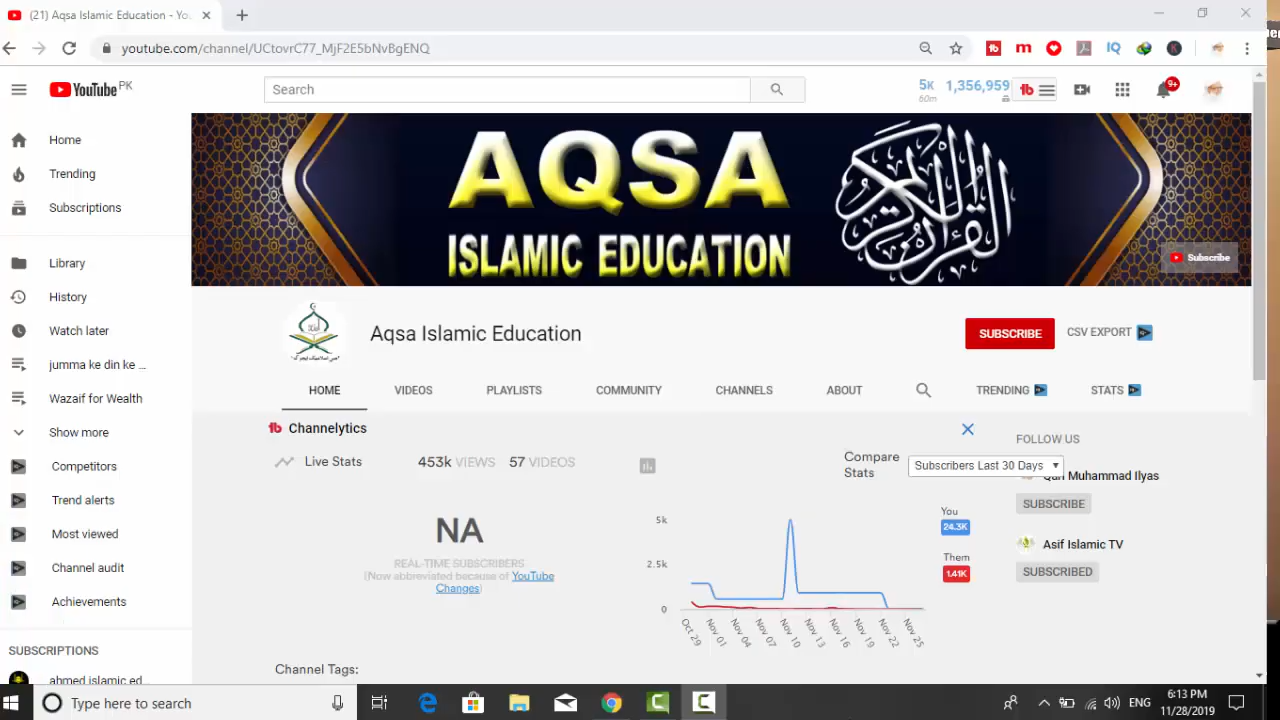 (21) Aqsa Islamic Education - Yo
youtube.com/channel/UCtovrC77_MjF2E5bNvBgENQ
YouTube PK
Search
5K
60m
1,356,959
9+
Home
Trending
Subscriptions
Library
History
Watch later
jumma ke din ke ...
Wazaif for Wealth
Show more
Competitors
Trend alerts
Most viewed
Channel audit
Achievements
SUBSCRIPTIONS
ahmed islamic ed...
AQSA
ISLAMIC EDUCATION
القرآن الكريم
Subscribe
Aqsa Islamic Education
SUBSCRIBE
CSV EXPORT
HOME
VIDEOS
PLAYLISTS
COMMUNITY
CHANNELS
ABOUT
TRENDING
STATS
Channelytics
Live Stats
453k VIEWS 57 VIDEOS
Compare
Stats
Subscribers Last 30 Days
NA
REAL-TIME SUBSCRIBERS
(Now abbreviated because of YouTube
Changes)
5k
2.5k
0
Oct 29
Nov 01
Nov 04
Nov 07
Nov 10
Nov 13
Nov 16
Nov 19
Nov 22
Nov 25
You
24.3K
Them
1.41K
FOLLOW US
Qari Muhammad Ilyas
SUBSCRIBE
Asif Islamic TV
SUBSCRIBED
Channel Tags:
Type here to search
ENG
6:13 PM
11/28/2019